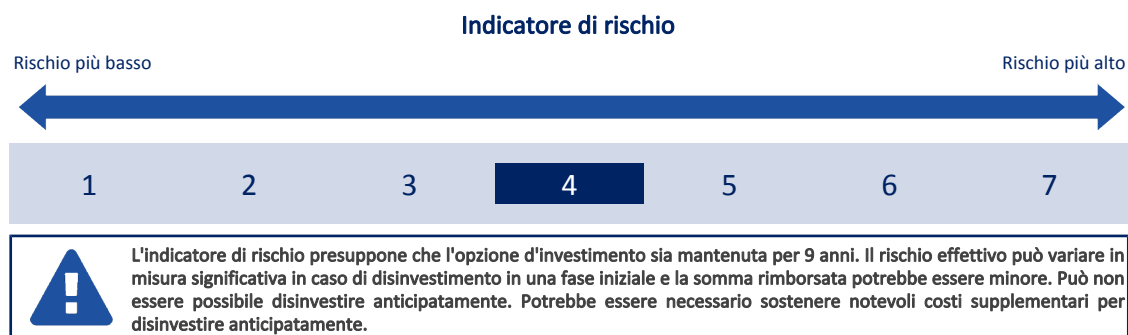 Indicatore di rischio
Rischio più basso
Rischio più alto
1 2 3 4 5 6 7
L'indicatore di rischio presuppone che l'opzione d'investimento sia mantenuta per 9 anni. Il rischio effettivo può variare in
misura significativa in caso di disinvestimento in una fase iniziale e la somma rimborsata potrebbe essere minore. Può non
essere possibile disinvestire anticipatamente. Potrebbe essere necessario sostenere notevoli costi supplementari per
disinvestire anticipatamente.